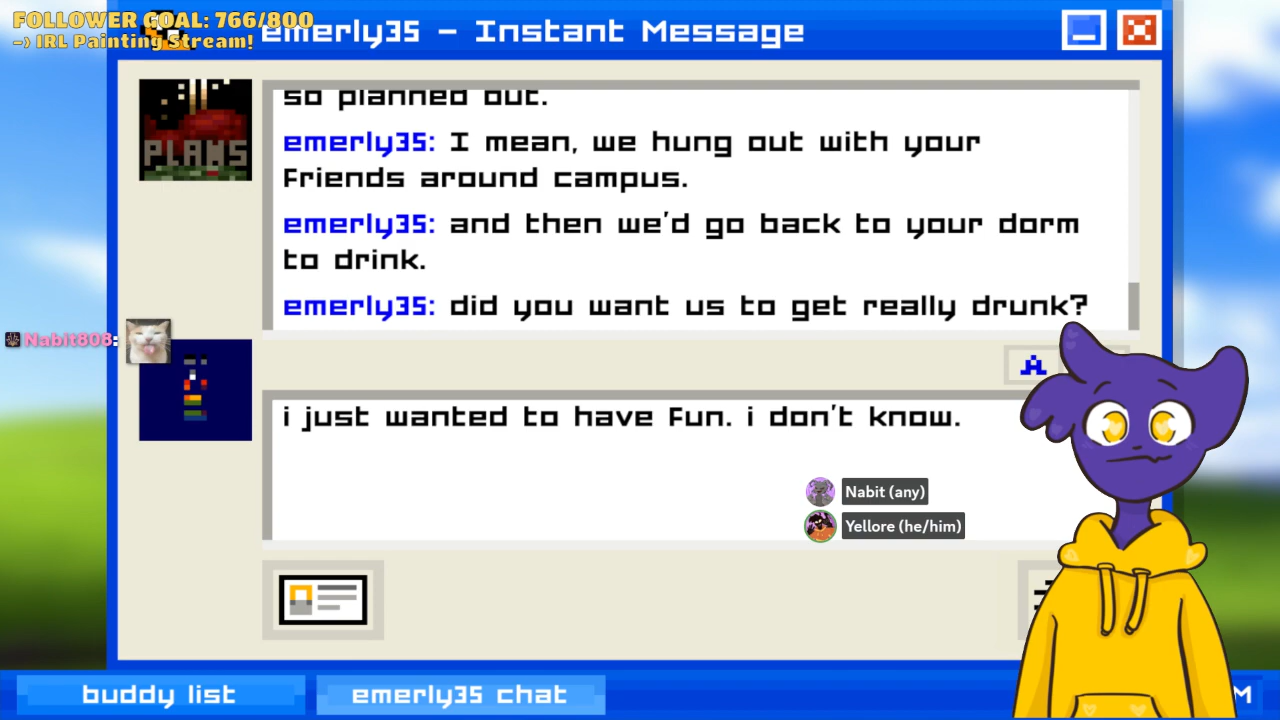 FOLLOWER GOAL: 766/800
-> IRL Painting Stream!
emerly35 - Instant Message
PLANS
so planned out.
emerly35: I mean, we hung out with your
friends around campus.
emerly35: and then we'd go back to your dorm
to drink.
emerly35: did you want us to get really drunk?
Nabit808:
A
i just wanted to have fun. i don't know.
Nabit (any)
Yellore (he/him)
buddy list
emerly35 chat
M